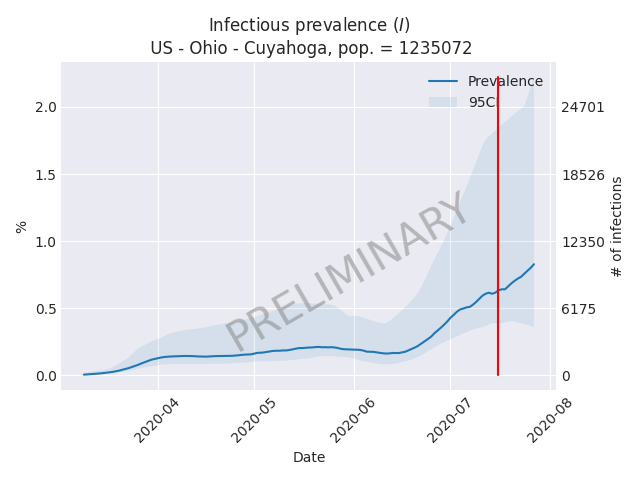 Infectious prevalence (I)
US - Ohio - Cuyahoga, pop. = 1235072
Prevalence
95CI
2.0
1.5
1.0
0.5
0.0
%
24701
18526
12350
6175
0
# of infections
PRELIMINARY
2020-04
2020-05
2020-06
2020-07
2020-08
Date